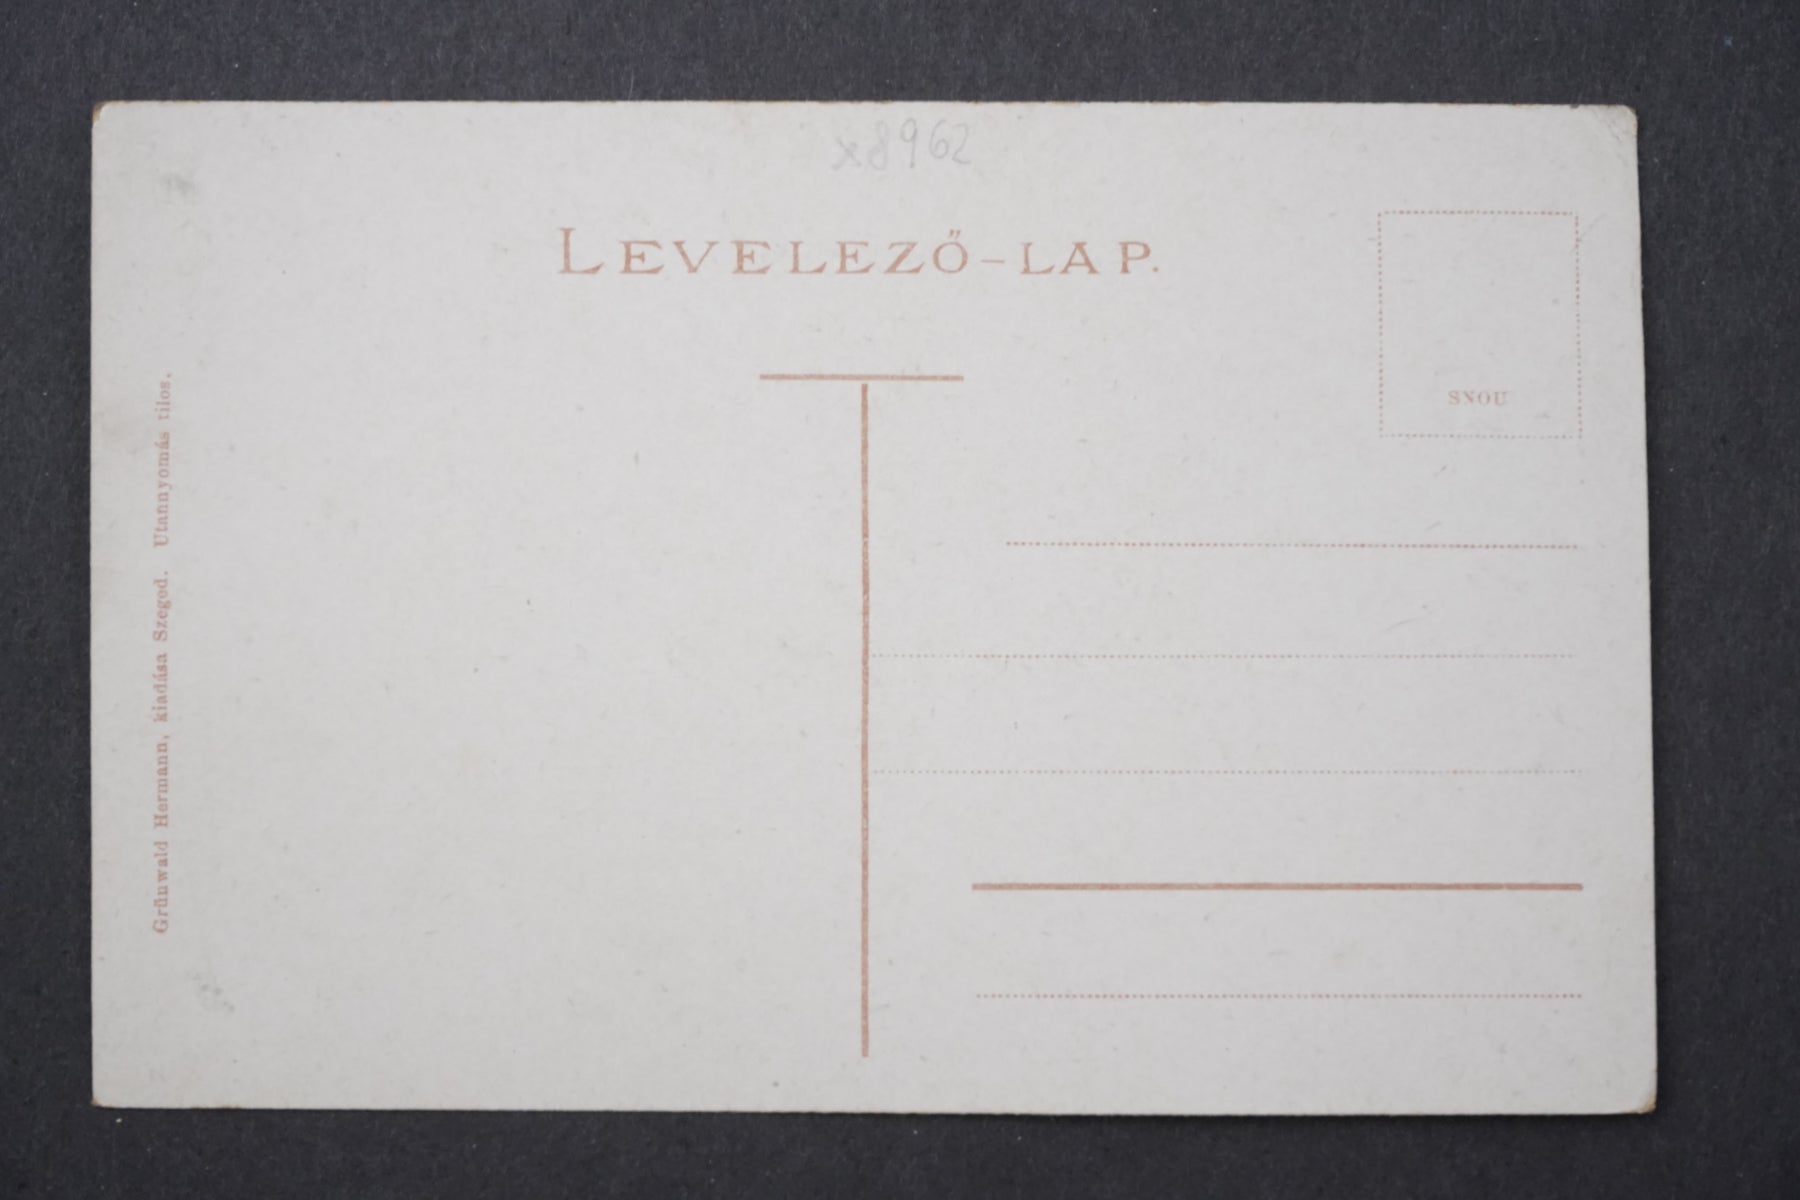 x8962
LEVELEZŐ-LAP.
SNOU
Grünwald Hermann, kiadása Szeged. Utannyomás tilos.